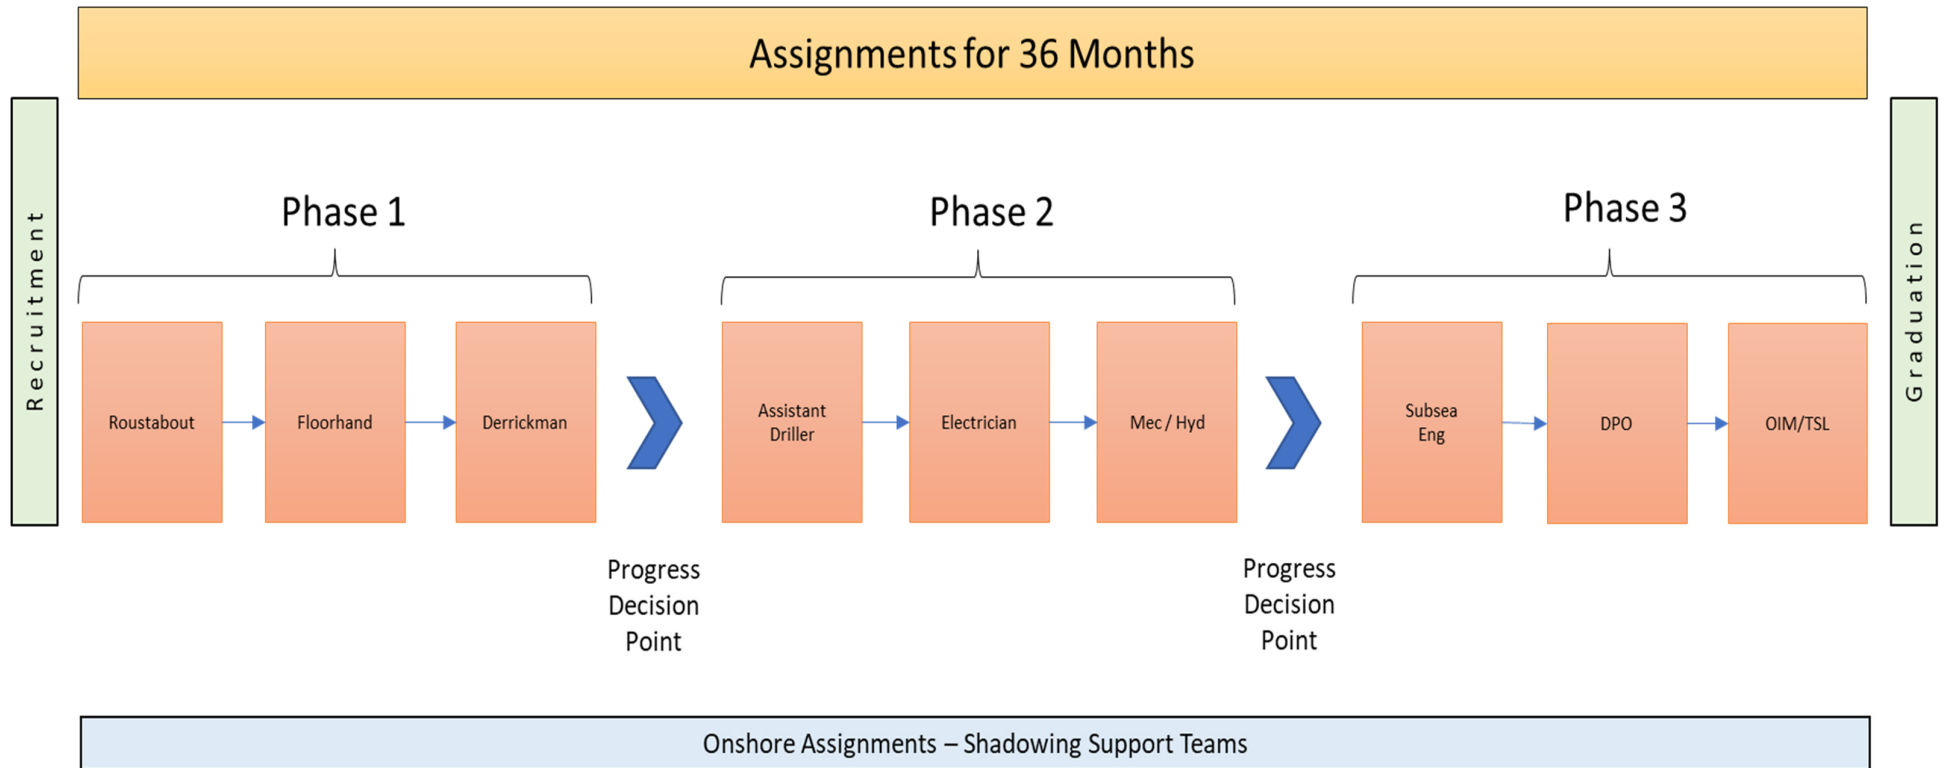 Assignments for 36 Months
Recruitment
Phase 1
Phase 2
Phase 3
Graduation
Roustabout
Floorhand
Derrickman
Assistant
Driller
Electrician
Mec / Hyd
Subsea
Eng
DPO
OIM/TSL
Progress
Decision
Point
Progress
Decision
Point
Onshore Assignments – Shadowing Support Teams